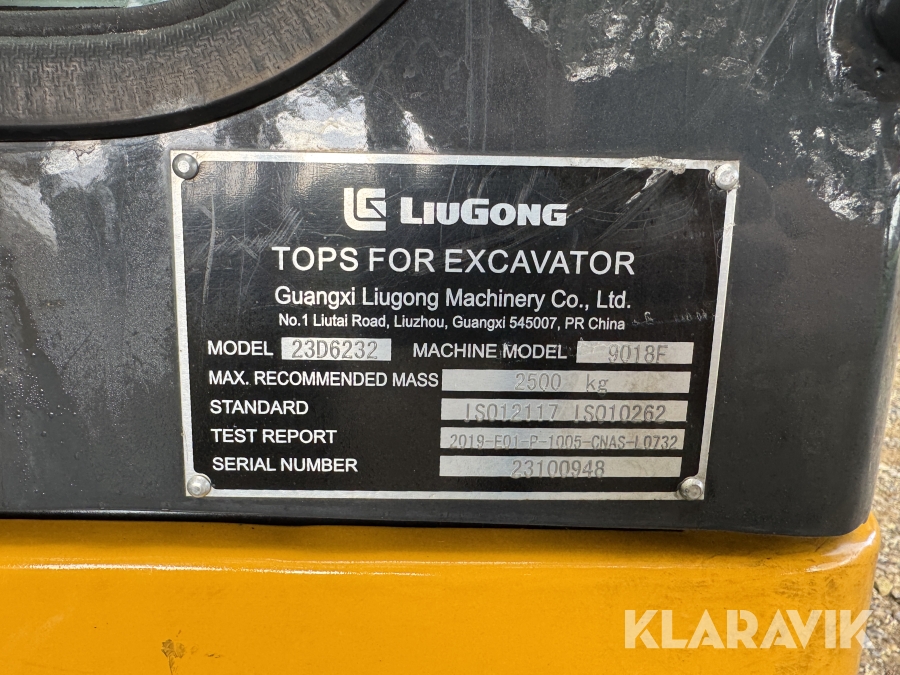 LIUGONG
TOPS FOR EXCAVATOR
Guangxi Liugong Machinery Co., Ltd.
No.1 Liutai Road, Liuzhou, Guangxi 545007, PR China
MODEL 23D6232 MACHINE MODEL 9018F
MAX. RECOMMENDED MASS 2500 kg
STANDARD ISO12117 ISO10262
TEST REPORT 2019-E01-P-1005-CNAS-L0732
SERIAL NUMBER 23100948
KLARAVIK